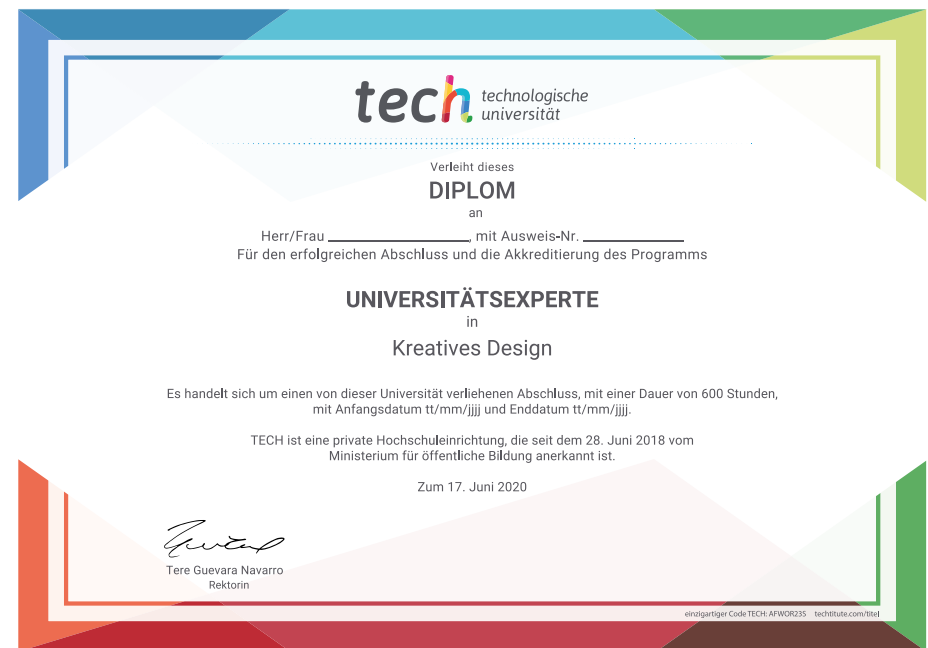 tech technologische
universität
Verleiht dieses
DIPLOM
an
Herr/Frau ____________________, mit Ausweis-Nr. ______________
Für den erfolgreichen Abschluss und die Akkreditierung des Programms
UNIVERSITÄTSEXPERTE
in
Kreatives Design
Es handelt sich um einen von dieser Universität verliehenen Abschluss, mit einer Dauer von 600 Stunden,
mit Anfangsdatum tt/mm/jjjj und Enddatum tt/mm/jjjj.
TECH ist eine private Hochschuleinrichtung, die seit dem 28. Juni 2018 vom
Ministerium für öffentliche Bildung anerkannt ist.
Zum 17. Juni 2020
Tere Guevara Navarro
Rektorin
einzigartiger Code TECH: AFWOR23S techtitute.com/titel